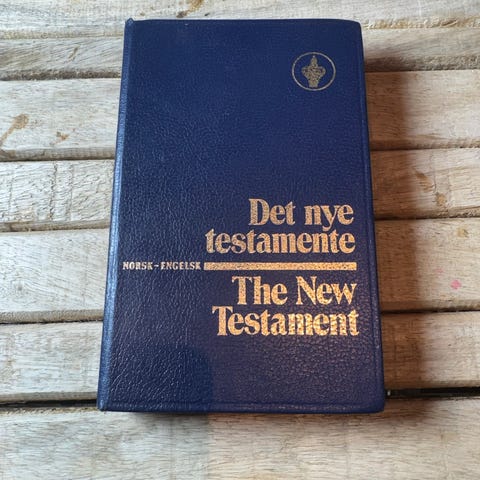 Det nye
testamente
NORSK-ENGELSK
The New
Testament